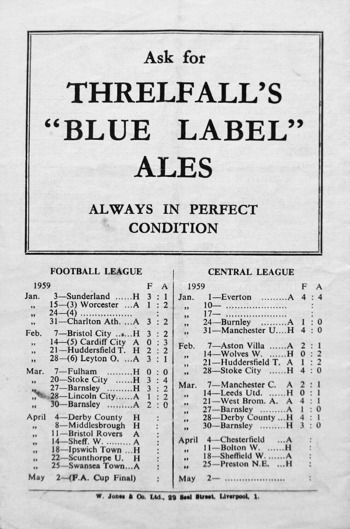 Ask for
THRELFALL'S
"BLUE LABEL"
ALES
ALWAYS IN PERFECT
CONDITION
FOOTBALL LEAGUE
1959 F A
Jan. 3—Sunderland ......H 3 : 1
„ 15—(3) Worcester ...A 1 : 2
„ 24—(4) .....................
„ 31—Charlton Ath. ....A 3 : 2
Feb. 7—Bristol City ...H 3 : 2
„ 14—(5) Cardiff City A 0 : 3
„ 21—Huddersfield T. H 2 : 2
„ 28—(6) Leyton O. ...A 3 : 1
Mar. 7—Fulham ............H 0 : 0
„ 20—Stoke City ......H 3 : 4
„ 27—Barnsley .........H 3 : 2
„ 28—Lincoln City......A 1 : 2
„ 30—Barnsley .........A 2 : 0
April 4—Derby County H :
„ 8—Middlesbrough H :
„ 11—Bristol Rovers A :
„ 14—Sheff. W. .......A :
„ 18—Ipswich Town ...H :
„ 22—Scunthorpe U. H :
„ 25—Swansea Town...A :
May 2—(F.A. Cup Final) :
CENTRAL LEAGUE
1959 F A
Jan. 1—Everton .........A 4 : 4
„ 10— .....................
„ 17— .....................
„ 24—Burnley .........A 1 : 0
„ 31—Manchester U....H 4 : 0
Feb. 7—Aston Villa ......A 2 : 1
„ 14—Wolves W. ......H 0 : 2
„ 21—Huddersfield T. A 1 : 2
„ 28—Stoke City ......H 4 : 0
Mar. 7—Manchester C. A 2 : 1
„ 14—Leeds Utd. ......H 0 : 1
„ 21—West Brom. A. A 4 : 1
„ 27—Barnsley .........A 1 : 0
„ 28—Derby County ...H 4 : 1
„ 30—Barnsley .........H 3 : 0
April 4—Chesterfield ...A :
„ 11—Bolton W. ......H :
„ 18—Sheffield W......A :
„ 25—Preston N.E. ...H :
May 2— ..................... :
W. Jones & Co. Ltd., 29 Seel Street, Liverpool, 1.